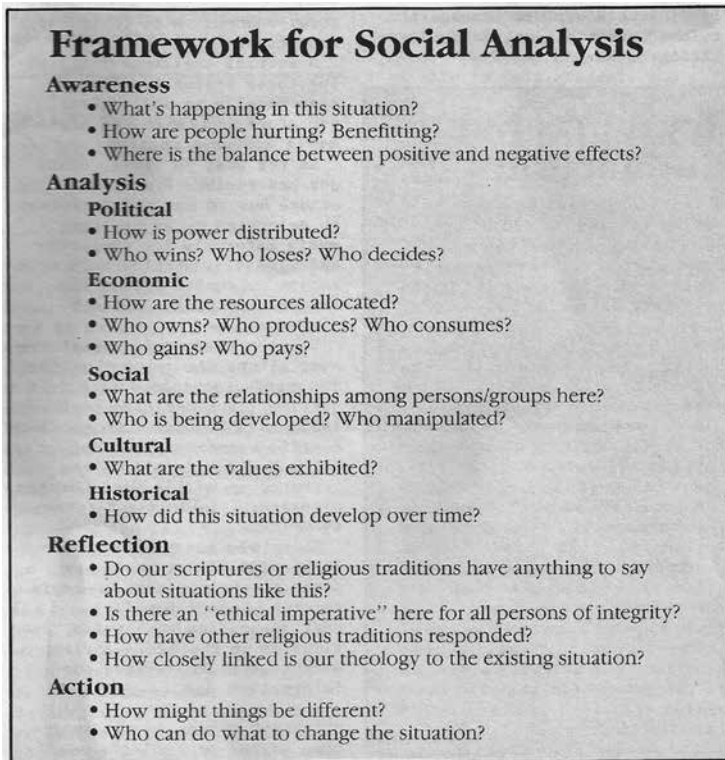 Framework for Social Analysis
Awareness
• What's happening in this situation?
• How are people hurting? Benefitting?
• Where is the balance between positive and negative effects?
Analysis
Political
• How is power distributed?
• Who wins? Who loses? Who decides?
Economic
• How are the resources allocated?
• Who owns? Who produces? Who consumes?
• Who gains? Who pays?
Social
• What are the relationships among persons/groups here?
• Who is being developed? Who manipulated?
Cultural
• What are the values exhibited?
Historical
• How did this situation develop over time?
Reflection
• Do our scriptures or religious traditions have anything to say
about situations like this?
• Is there an "ethical imperative" here for all persons of integrity?
• How have other religious traditions responded?
• How closely linked is our theology to the existing situation?
Action
• How might things be different?
• Who can do what to change the situation?